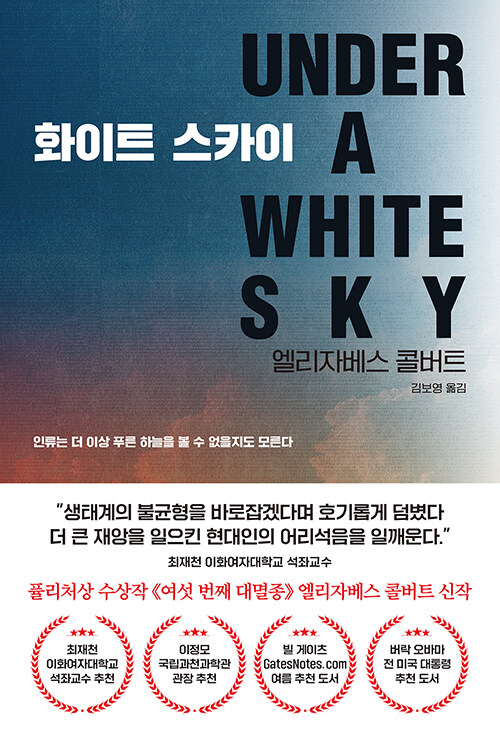 UNDER
A
WHITE
SKY
화이트 스카이
엘리자베스 콜버트
김보영 옮김
인류는 더 이상 푸른 하늘을 볼 수 없을지도 모른다
"생태계의 불균형을 바로잡겠다며 호기롭게 덤볐다
더 큰 재앙을 일으킨 현대인의 어리석음을 일깨운다."
최재천 이화여자대학교 석좌교수
퓰리처상 수상작 《여섯 번째 대멸종》 엘리자베스 콜버트 신작
최재천
이화여자대학교
석좌교수 추천
이정모
국립과천과학관
관장 추천
빌 게이츠
GatesNotes.com
여름 추천 도서
버락 오바마
전 미국 대통령
추천 도서